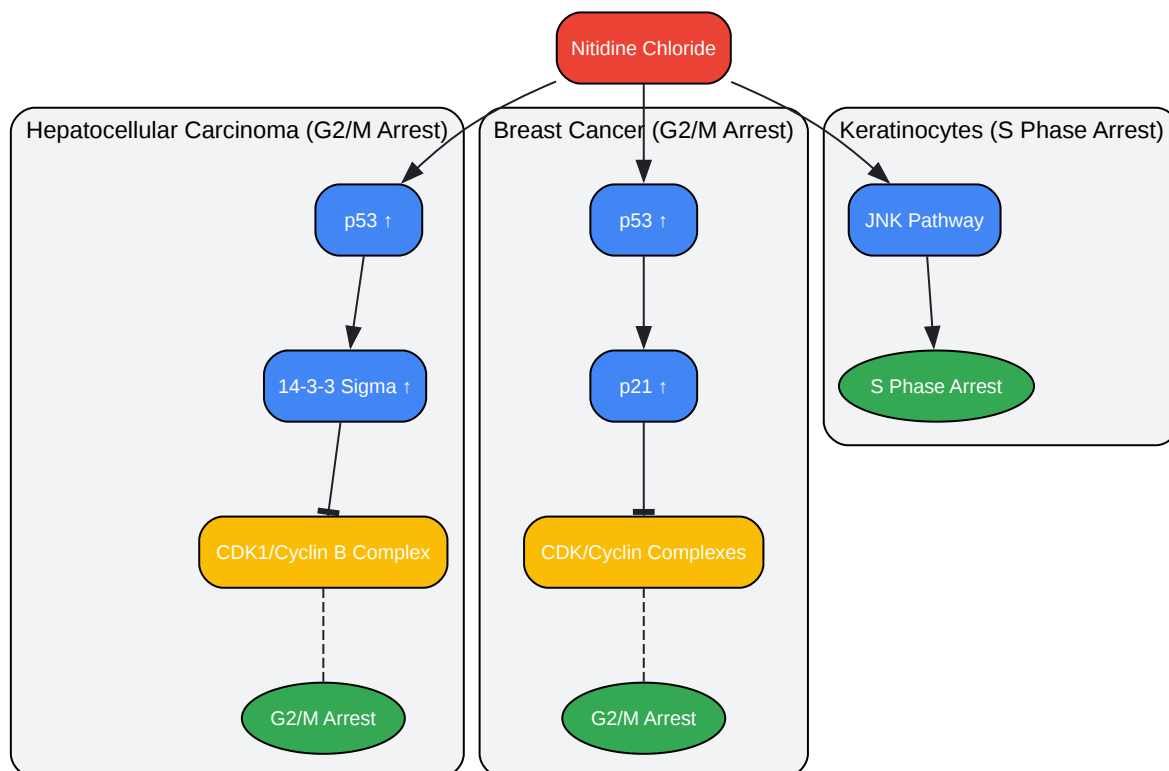 Nitidine Chloride
Hepatocellular Carcinoma (G2/M Arrest)
p53 ↑
14-3-3 Sigma ↑
CDK1/Cyclin B Complex
G2/M Arrest
Breast Cancer (G2/M Arrest)
p53 ↑
p21 ↑
CDK/Cyclin Complexes
G2/M Arrest
Keratinocytes (S Phase Arrest)
JNK Pathway
S Phase Arrest